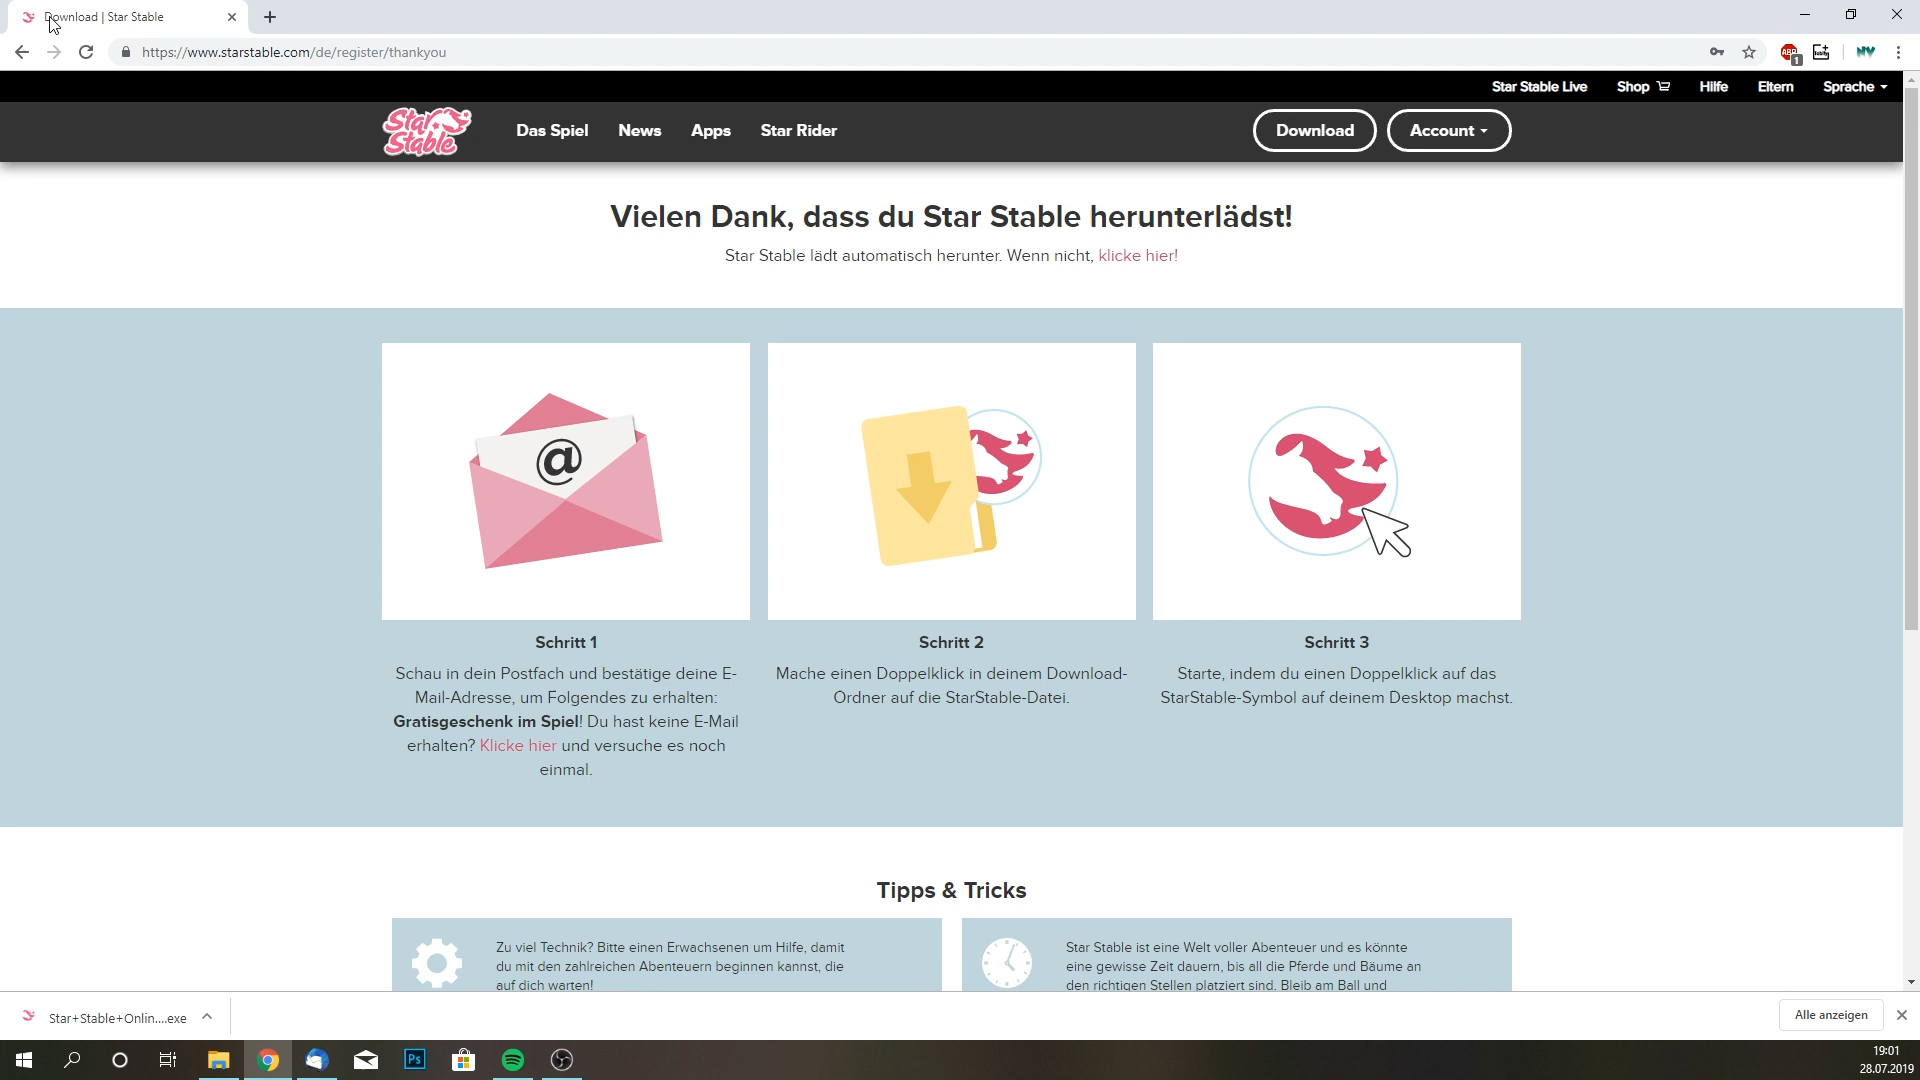 Download | Star Stable
https://www.starstable.com/de/register/thankyou
ABP
1
Star Stable Live
Shop
Hilfe
Eltern
Sprache
Star Stable
Das Spiel
News
Apps
Star Rider
Download
Account
Vielen Dank, dass du Star Stable herunterlädst!
Star Stable lädt automatisch herunter. Wenn nicht, klicke hier!
@
Schritt 1
Schau in dein Postfach und bestätige deine E-
Mail-Adresse, um Folgendes zu erhalten:
Gratisgeschenk im Spiel! Du hast keine E-Mail
erhalten? Klicke hier und versuche es noch
einmal.
Schritt 2
Mache einen Doppelklick in deinem Download-
Ordner auf die StarStable-Datei.
Schritt 3
Starte, indem du einen Doppelklick auf das
StarStable-Symbol auf deinem Desktop machst.
Tipps & Tricks
Zu viel Technik? Bitte einen Erwachsenen um Hilfe, damit
du mit den zahlreichen Abenteuern beginnen kannst, die
auf dich warten!
Star Stable ist eine Welt voller Abenteuer und es könnte
eine gewisse Zeit dauern, bis all die Pferde und Bäume an
den richtigen Stellen platziert sind. Bleib am Ball und
Star+Stable+Onlin....exe
Alle anzeigen
Ps
19:01
28.07.2019